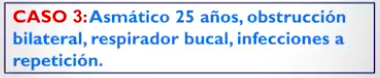 CASO 3: Asmático 25 años, obstrucción
bilateral, respirador bucal, infecciones a
repetición.